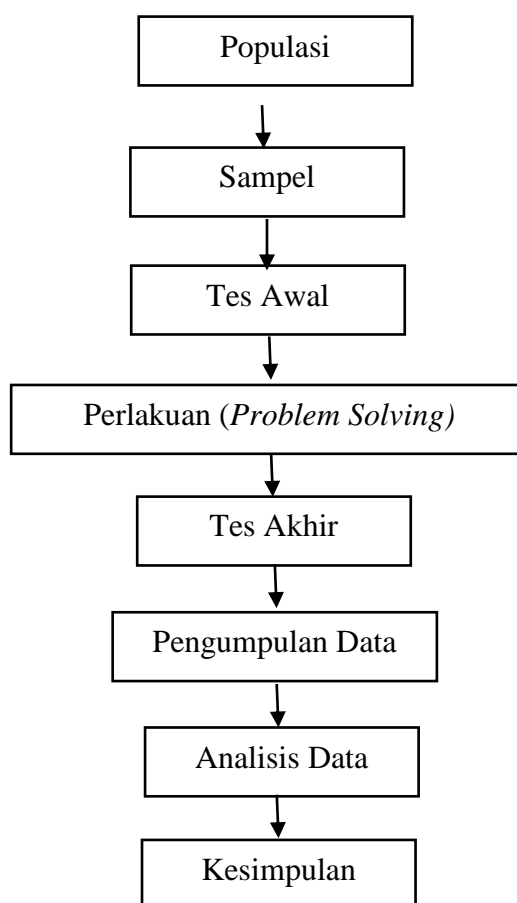 Populasi
Sampel
Tes Awal
Perlakuan (Problem Solving)
Tes Akhir
Pengumpulan Data
Analisis Data
Kesimpulan